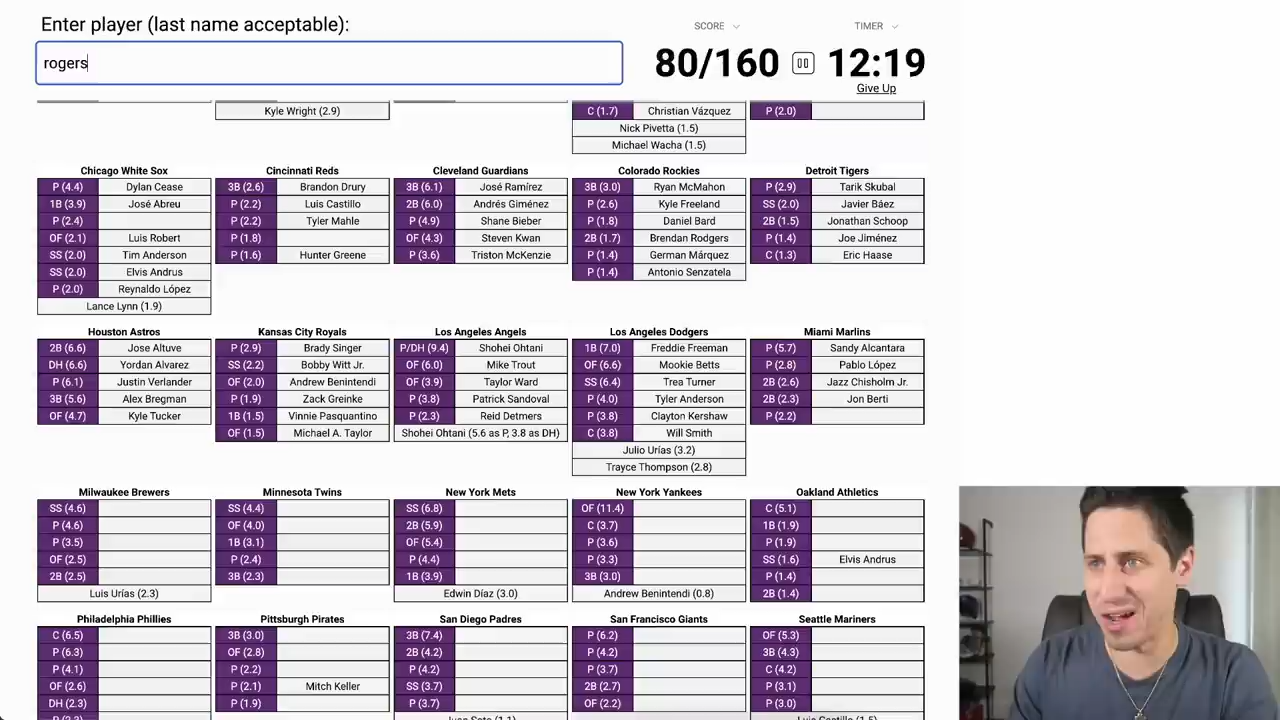 Enter player (last name acceptable):
SCORE
TIMER
rogers
80/160
12:19
Give Up
Kyle Wright (2.9)
C (1.7) Christian Vázquez
P (2.0)
Nick Pivetta (1.5)
Michael Wacha (1.5)
Chicago White Sox
P (4.4) Dylan Cease
1B (3.9) José Abreu
P (2.4)
OF (2.1) Luis Robert
SS (2.0) Tim Anderson
SS (2.0) Elvis Andrus
P (2.0) Reynaldo López
Lance Lynn (1.9)
Cincinnati Reds
3B (2.6) Brandon Drury
P (2.2) Luis Castillo
P (2.2) Tyler Mahle
P (1.8)
P (1.6) Hunter Greene
Cleveland Guardians
3B (6.1) José Ramírez
2B (6.0) Andrés Giménez
P (4.9) Shane Bieber
OF (4.3) Steven Kwan
P (3.6) Triston McKenzie
Colorado Rockies
3B (3.0) Ryan McMahon
P (2.6) Kyle Freeland
P (1.8) Daniel Bard
2B (1.7) Brendan Rodgers
P (1.4) Germán Márquez
P (1.4) Antonio Senzatela
Detroit Tigers
P (2.9) Tarik Skubal
SS (2.0) Javier Báez
2B (1.5) Jonathan Schoop
P (1.4) Joe Jiménez
C (1.3) Eric Haase
Houston Astros
2B (6.6) Jose Altuve
DH (6.6) Yordan Alvarez
P (6.1) Justin Verlander
3B (5.6) Alex Bregman
OF (4.7) Kyle Tucker
Kansas City Royals
P (2.9) Brady Singer
SS (2.2) Bobby Witt Jr.
OF (2.0) Andrew Benintendi
P (1.9) Zack Greinke
1B (1.5) Vinnie Pasquantino
OF (1.5) Michael A. Taylor
Los Angeles Angels
P/DH (9.4) Shohei Ohtani
OF (6.0) Mike Trout
OF (3.9) Taylor Ward
P (3.8) Patrick Sandoval
P (2.3) Reid Detmers
Shohei Ohtani (5.6 as P, 3.8 as DH)
Los Angeles Dodgers
1B (7.0) Freddie Freeman
OF (6.6) Mookie Betts
SS (6.4) Trea Turner
P (4.0) Tyler Anderson
P (3.8) Clayton Kershaw
C (3.8) Will Smith
Julio Urías (3.2)
Trayce Thompson (2.8)
Miami Marlins
P (5.7) Sandy Alcantara
P (2.8) Pablo López
2B (2.6) Jazz Chisholm Jr.
2B (2.3) Jon Berti
P (2.2)
Milwaukee Brewers
SS (4.6)
P (4.6)
P (3.5)
OF (2.5)
2B (2.5)
Luis Urías (2.3)
Minnesota Twins
SS (4.4)
OF (4.0)
1B (3.1)
P (2.4)
3B (2.3)
New York Mets
SS (6.8)
2B (5.9)
OF (5.4)
P (4.4)
1B (3.9)
Edwin Díaz (3.0)
New York Yankees
OF (11.4)
C (3.7)
P (3.6)
P (3.3)
3B (3.0)
Andrew Benintendi (0.8)
Oakland Athletics
C (5.1)
1B (1.9)
P (1.9)
SS (1.6) Elvis Andrus
P (1.4)
2B (1.4)
Philadelphia Phillies
C (6.5)
P (6.3)
P (4.1)
OF (2.6)
DH (2.3)
Pittsburgh Pirates
3B (3.0)
OF (2.8)
P (2.2)
P (2.1) Mitch Keller
P (1.9)
San Diego Padres
3B (7.4)
2B (4.2)
P (4.2)
SS (3.7)
P (3.7)
Juan Soto (1.1)
San Francisco Giants
P (6.2)
P (4.2)
P (3.7)
2B (2.7)
OF (2.2)
Seattle Mariners
OF (5.3)
3B (4.3)
C (4.2)
P (3.1)
P (3.0)
Luis Castillo (1.5)